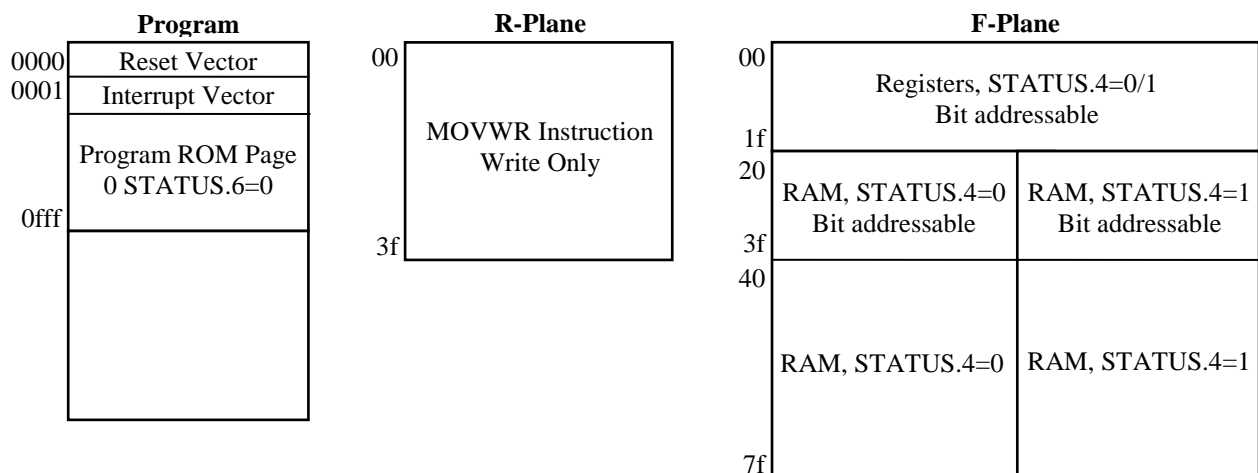 Program
0000
Reset Vector
0001
Interrupt Vector
Program ROM Page
0 STATUS.6=0
0fff
R-Plane
00
MOVWR Instruction
Write Only
3f
F-Plane
00
Registers, STATUS.4=0/1
Bit addressable
1f
20
RAM, STATUS.4=0
Bit addressable
RAM, STATUS.4=1
Bit addressable
3f
40
RAM, STATUS.4=0
RAM, STATUS.4=1
7f